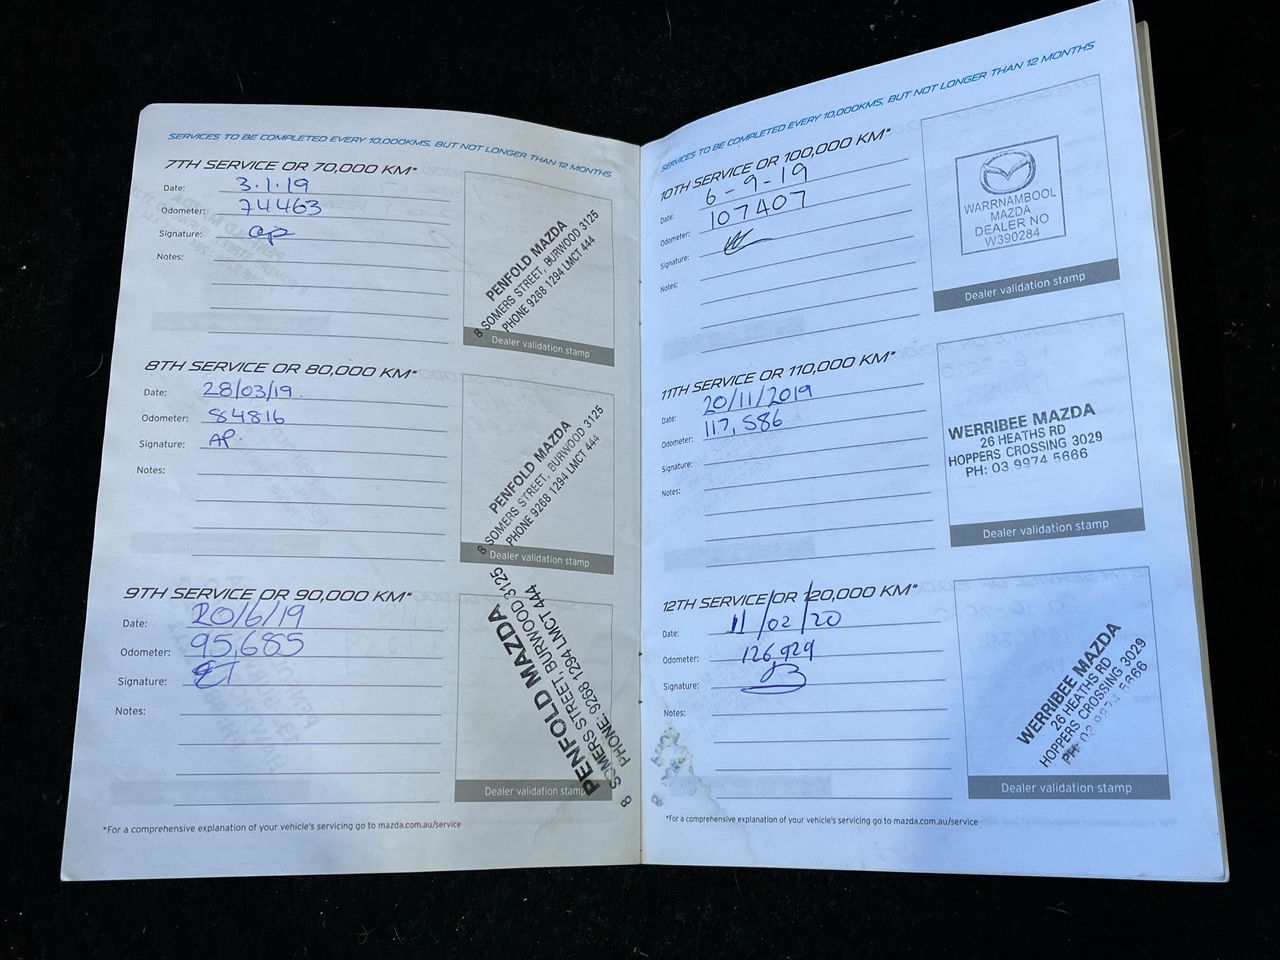 SERVICES TO BE COMPLETED EVERY 10,000KMS, BUT NOT LONGER THAN 12 MONTHS
7TH SERVICE OR 70,000 KM*
Date: 3.1.19
Odometer: 74463
Signature:
Notes:
PENFOLD MAZDA
8 SOMERS STREET, BURWOOD 3125
PHONE 9268 1294 LMCT 444
Dealer validation stamp
8TH SERVICE OR 80,000 KM*
Date: 28/03/19.
Odometer: 84816
Signature: AP.
Notes:
PENFOLD MAZDA
8 SOMERS STREET, BURWOOD 3125
PHONE 9268 1294 LMCT 444
Dealer validation stamp
9TH SERVICE OR 90,000 KM*
Date: 20/6/19
Odometer: 95,685
Signature:
Notes:
PENFOLD MAZDA
8 SOMERS STREET, BURWOOD 3125
PHONE: 9268 1294 LMCT 444
Dealer validation stamp
*For a comprehensive explanation of your vehicle's servicing go to mazda.com.au/service
SERVICES TO BE COMPLETED EVERY 10,000KMS, BUT NOT LONGER THAN 12 MONTHS
10TH SERVICE OR 100,000 KM*
Date: 6-9-19
Odometer: 107407
Signature:
Notes:
WARRNAMBOOL
MAZDA
DEALER NO
W390284
Dealer validation stamp
11TH SERVICE OR 110,000 KM*
Date: 20/11/2019
Odometer: 117,586
Signature:
Notes:
WERRIBEE MAZDA
26 HEATHS RD
HOPPERS CROSSING 3029
PH: 03 9974 5666
Dealer validation stamp
12TH SERVICE OR 120,000 KM*
Date: 11/02/20
Odometer: 126929
Signature:
Notes:
WERRIBEE MAZDA
26 HEATHS RD
HOPPERS CROSSING 3029
PH: 03 9974 5666
Dealer validation stamp
*For a comprehensive explanation of your vehicle's servicing go to mazda.com.au/service